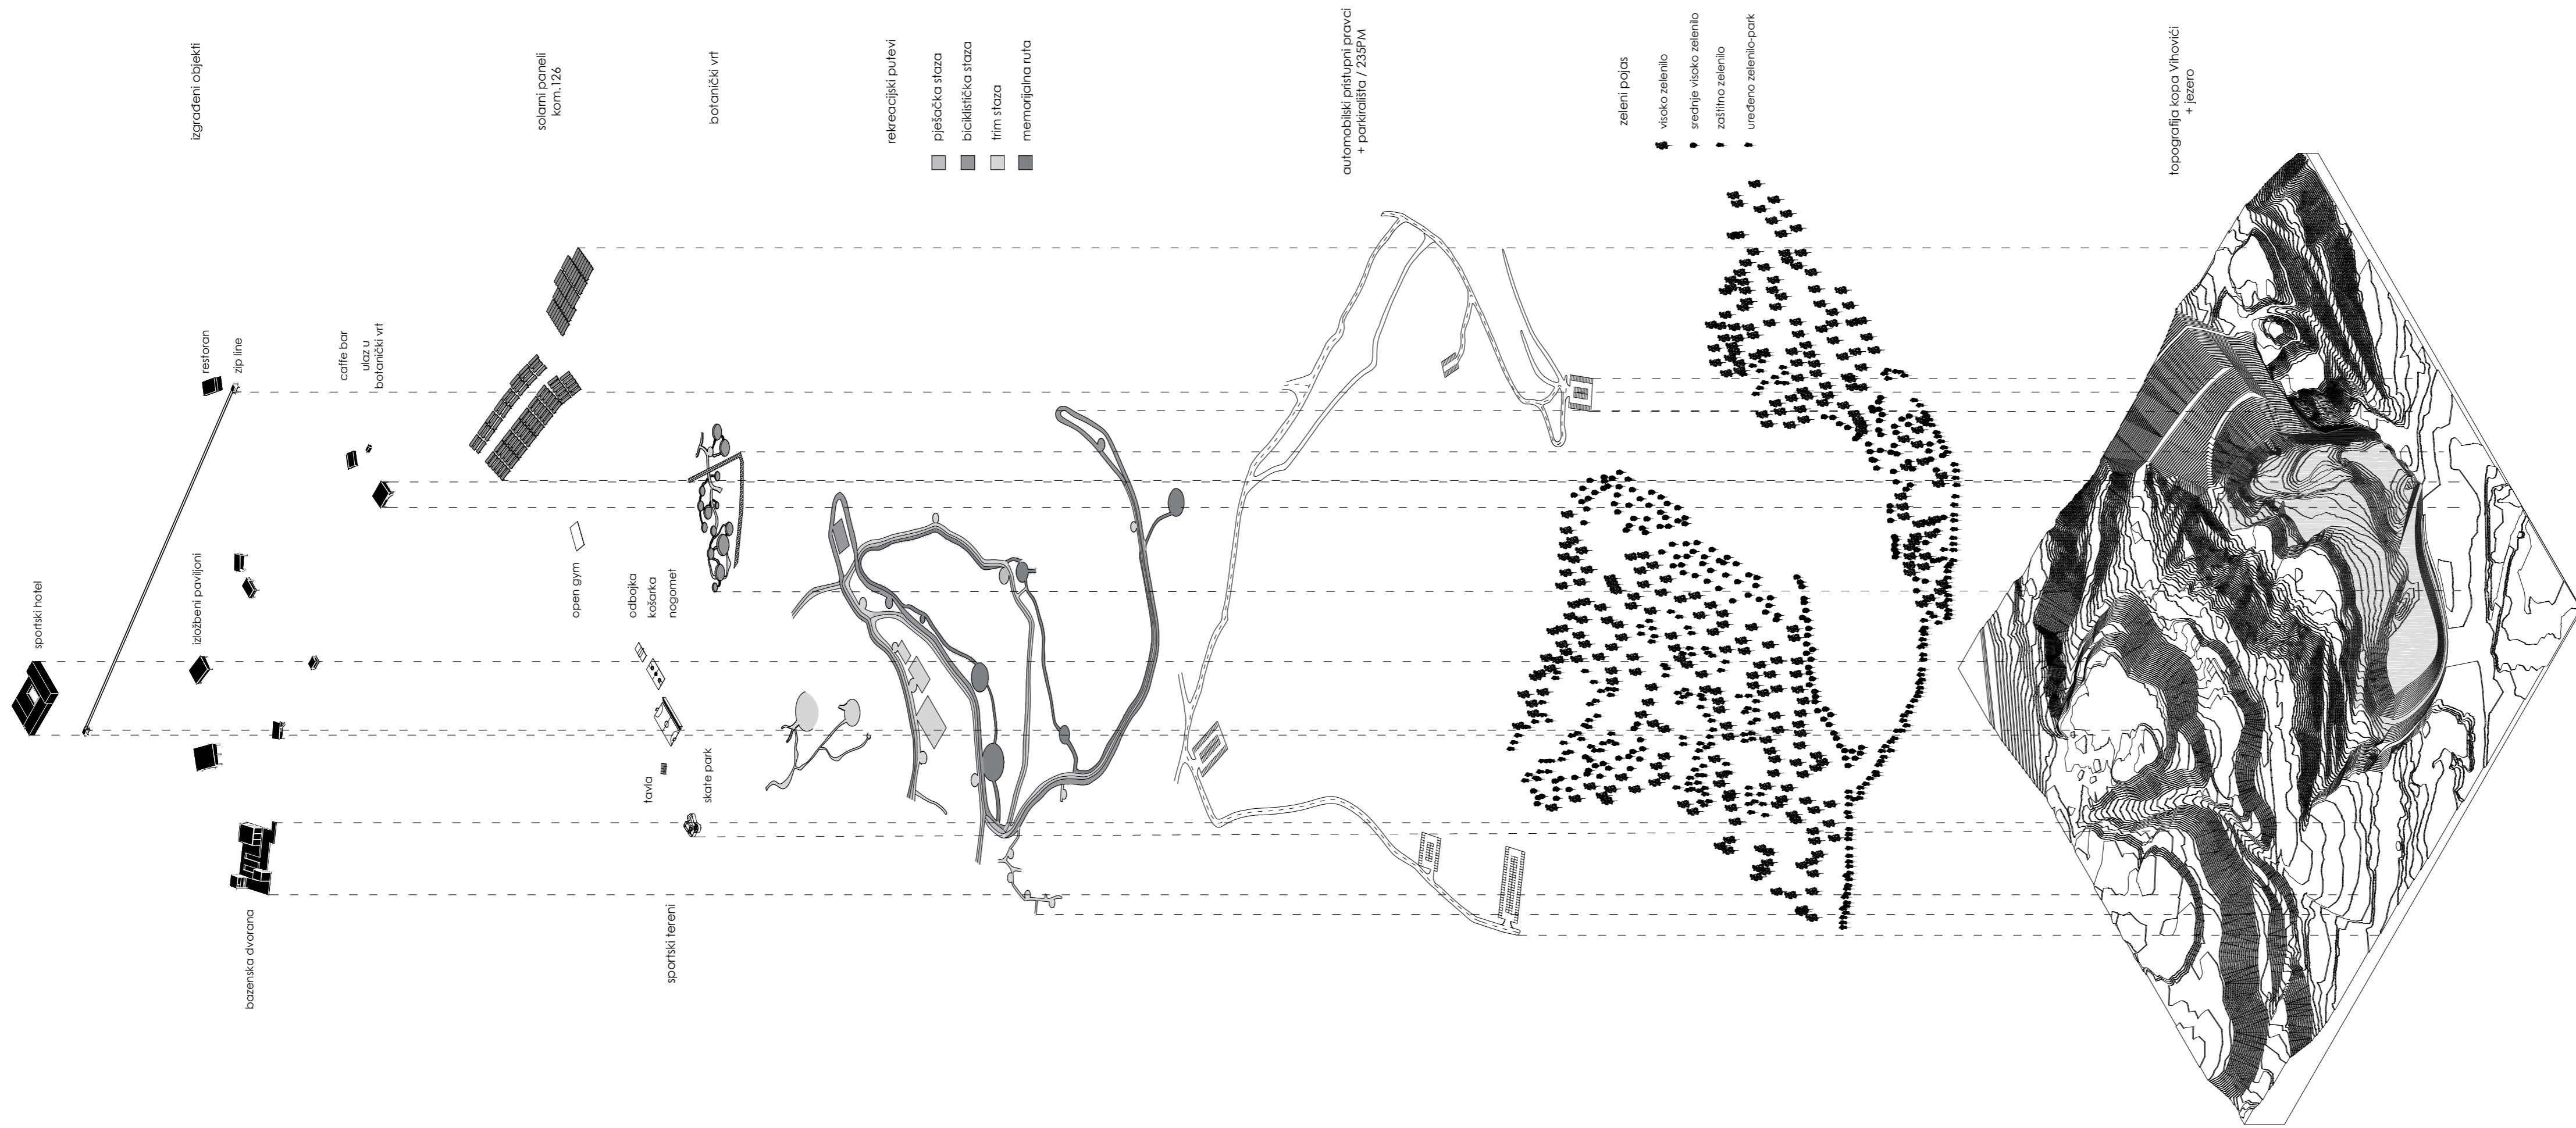 izgrađeni objekti
sportski hotel
restoran
zip line
izložbeni paviljoni
caffe bar
ulaz u
botanički vrt
bazenska dvorana
solarni paneli
kom.126
open gym
odbojka
košarka
nogomet
tavla
skate park
sportski tereni
botanički vrt
rekreacijski putevi
pješačka staza
biciklistička staza
trim staza
memorijalna ruta
automobilski pristupni pravci
+ parkirališta / 235PM
zeleni pojas
visoko zelenilo
srednje visoko zelenilo
zaštitno zelenilo
uređeno zelenilo-park
topografija kopa Vihovići
+ jezero